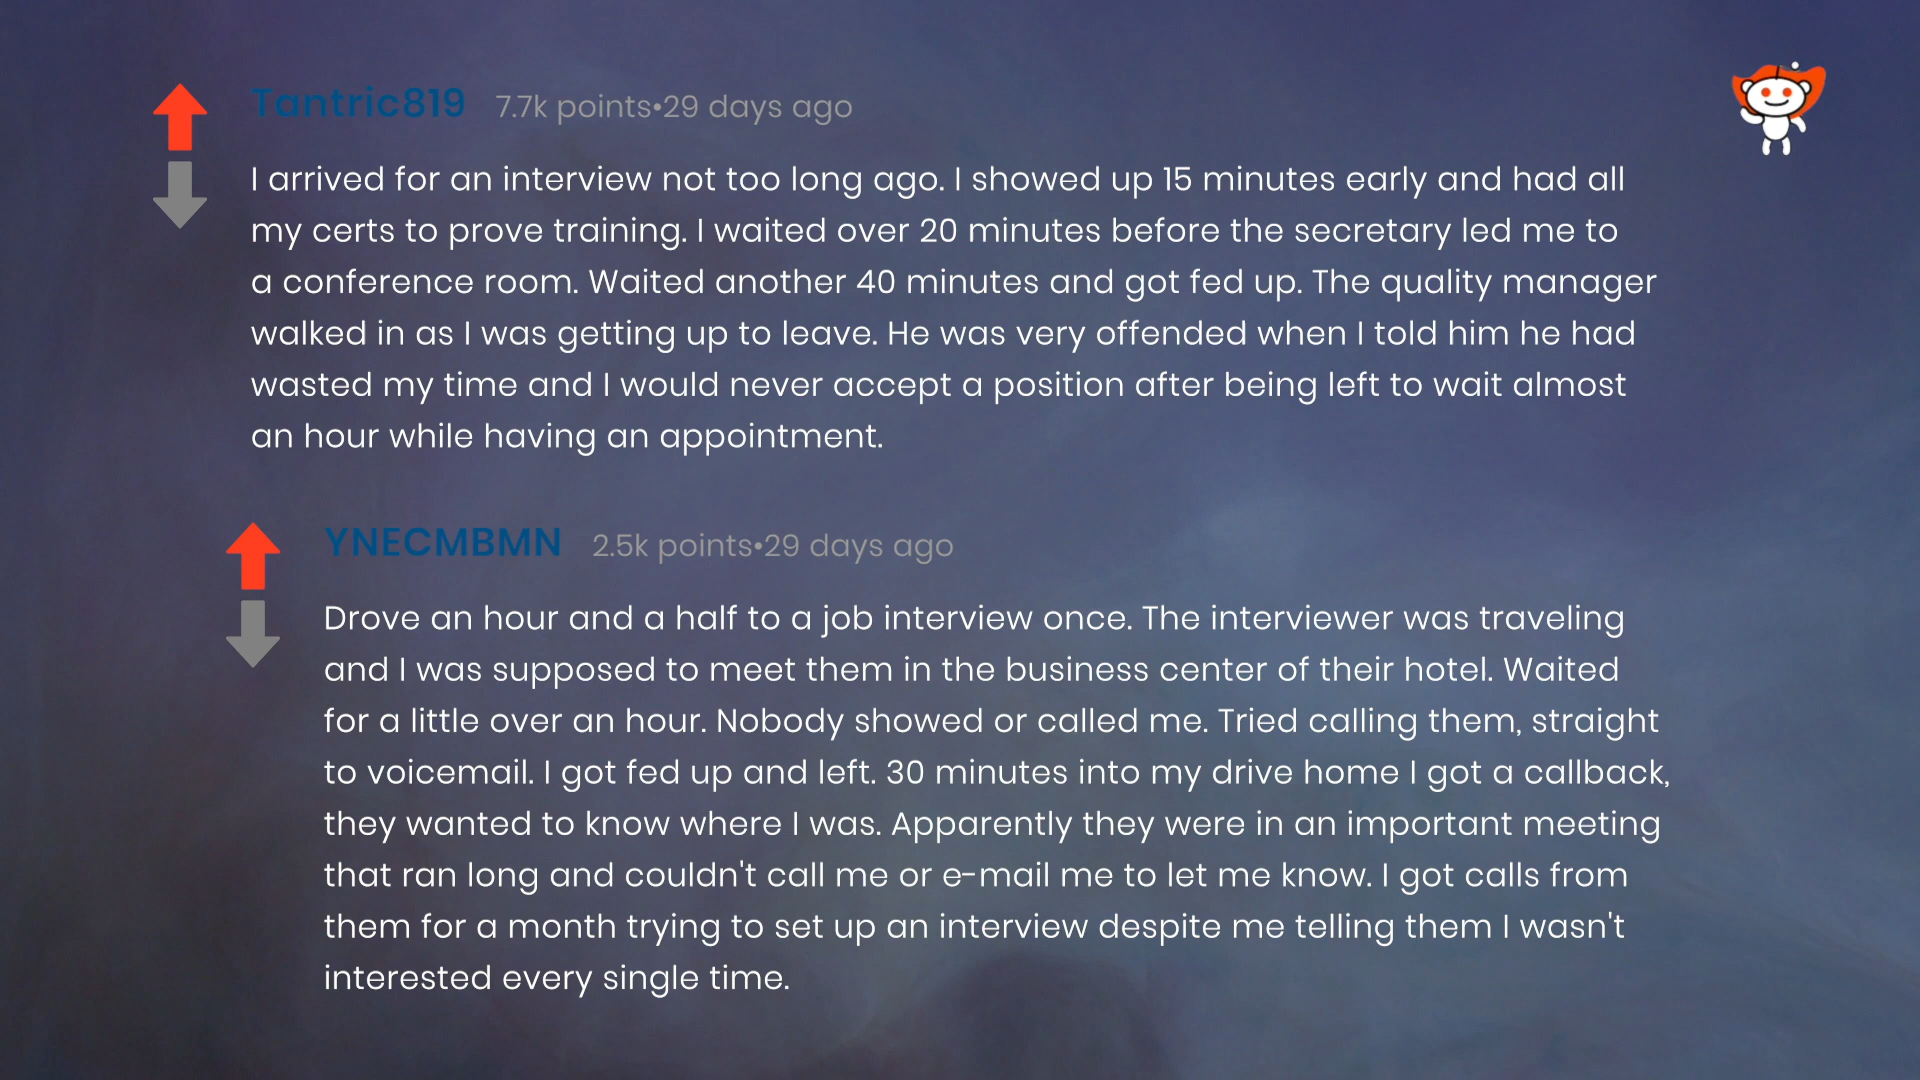 Tantric819 7.7k points•29 days ago
I arrived for an interview not too long ago. I showed up 15 minutes early and had all
my certs to prove training. I waited over 20 minutes before the secretary led me to
a conference room. Waited another 40 minutes and got fed up. The quality manager
walked in as I was getting up to leave. He was very offended when I told him he had
wasted my time and I would never accept a position after being left to wait almost
an hour while having an appointment.
YNECMBMN 2.5k points•29 days ago
Drove an hour and a half to a job interview once. The interviewer was traveling
and I was supposed to meet them in the business center of their hotel. Waited
for a little over an hour. Nobody showed or called me. Tried calling them, straight
to voicemail. I got fed up and left. 30 minutes into my drive home I got a callback,
they wanted to know where I was. Apparently they were in an important meeting
that ran long and couldn't call me or e-mail me to let me know. I got calls from
them for a month trying to set up an interview despite me telling them I wasn't
interested every single time.